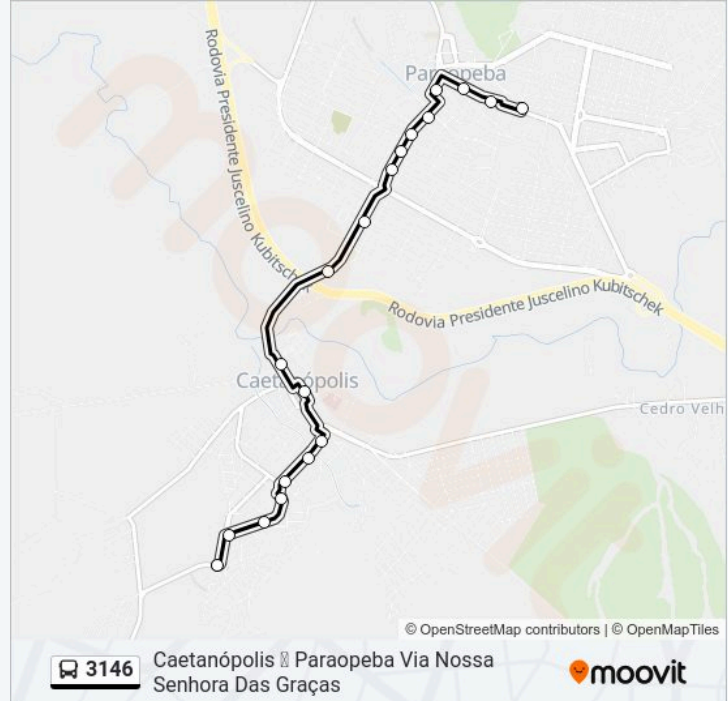 Paraopeba
Rodovia Presidente Juscelino Kubitschek
Rodovia Presidente Juscelino Kubitschek
Caetanópolis
Cedro Velh
moovit
© OpenStreetMap contributors | © OpenMapTiles
3146
Caetanópolis ▯ Paraopeba Via Nossa
Senhora Das Graças
moovit